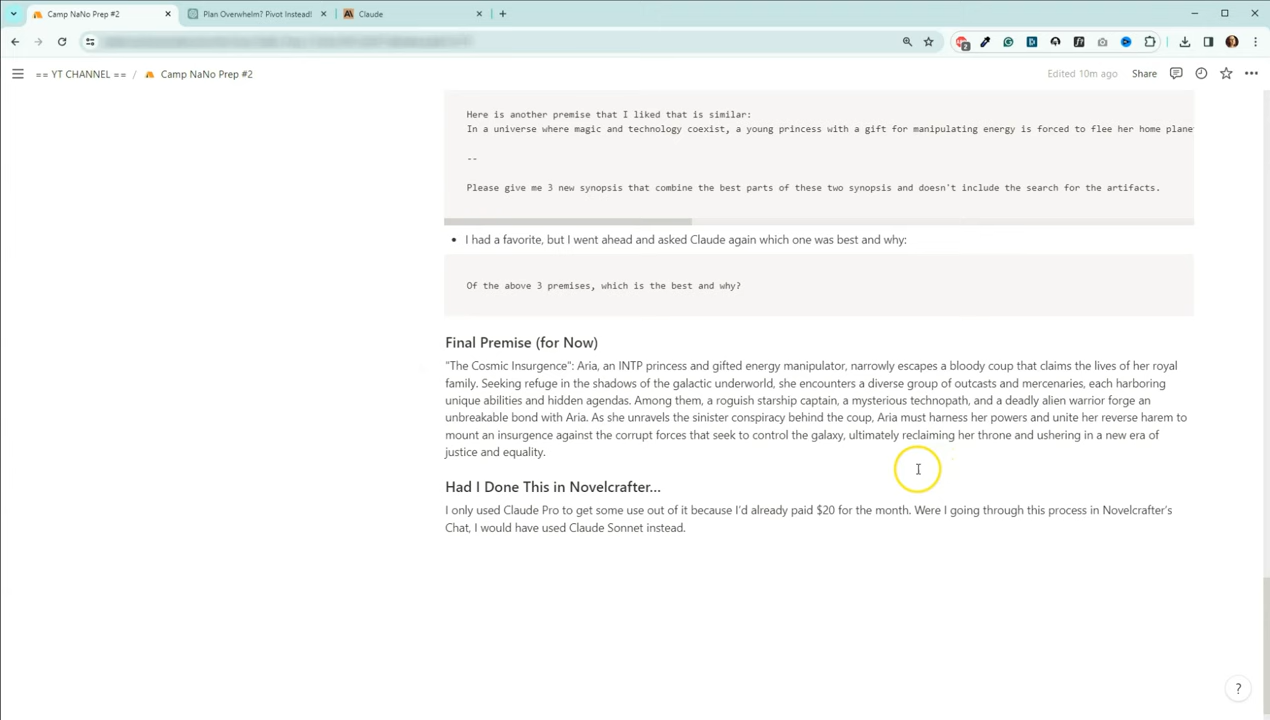 Camp NaNo Prep #2
Plan Overwhelm? Pivot Instead!
Claude
2
== YT CHANNEL == / Camp NaNo Prep #2
Edited 10m ago
Share
Here is another premise that I liked that is similar:
In a universe where magic and technology coexist, a young princess with a gift for manipulating energy is forced to flee her home plane
--
Please give me 3 new synopsis that combine the best parts of these two synopsis and doesn't include the search for the artifacts.
• I had a favorite, but I went ahead and asked Claude again which one was best and why:
Of the above 3 premises, which is the best and why?
Final Premise (for Now)
"The Cosmic Insurgence": Aria, an INTP princess and gifted energy manipulator, narrowly escapes a bloody coup that claims the lives of her royal
family. Seeking refuge in the shadows of the galactic underworld, she encounters a diverse group of outcasts and mercenaries, each harboring
unique abilities and hidden agendas. Among them, a roguish starship captain, a mysterious technopath, and a deadly alien warrior forge an
unbreakable bond with Aria. As she unravels the sinister conspiracy behind the coup, Aria must harness her powers and unite her reverse harem to
mount an insurgence against the corrupt forces that seek to control the galaxy, ultimately reclaiming her throne and ushering in a new era of
justice and equality.
Had I Done This in Novelcrafter...
I only used Claude Pro to get some use out of it because I'd already paid $20 for the month. Were I going through this process in Novelcrafter's
Chat, I would have used Claude Sonnet instead.
?